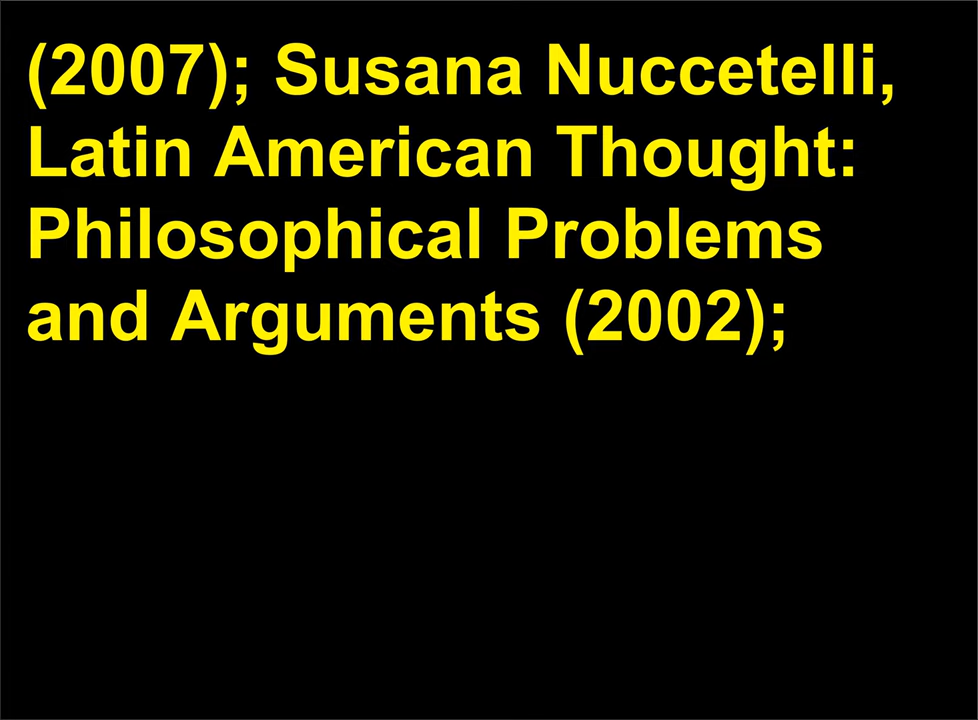 (2007); Susana Nuccetelli,
Latin American Thought:
Philosophical Problems
and Arguments (2002);